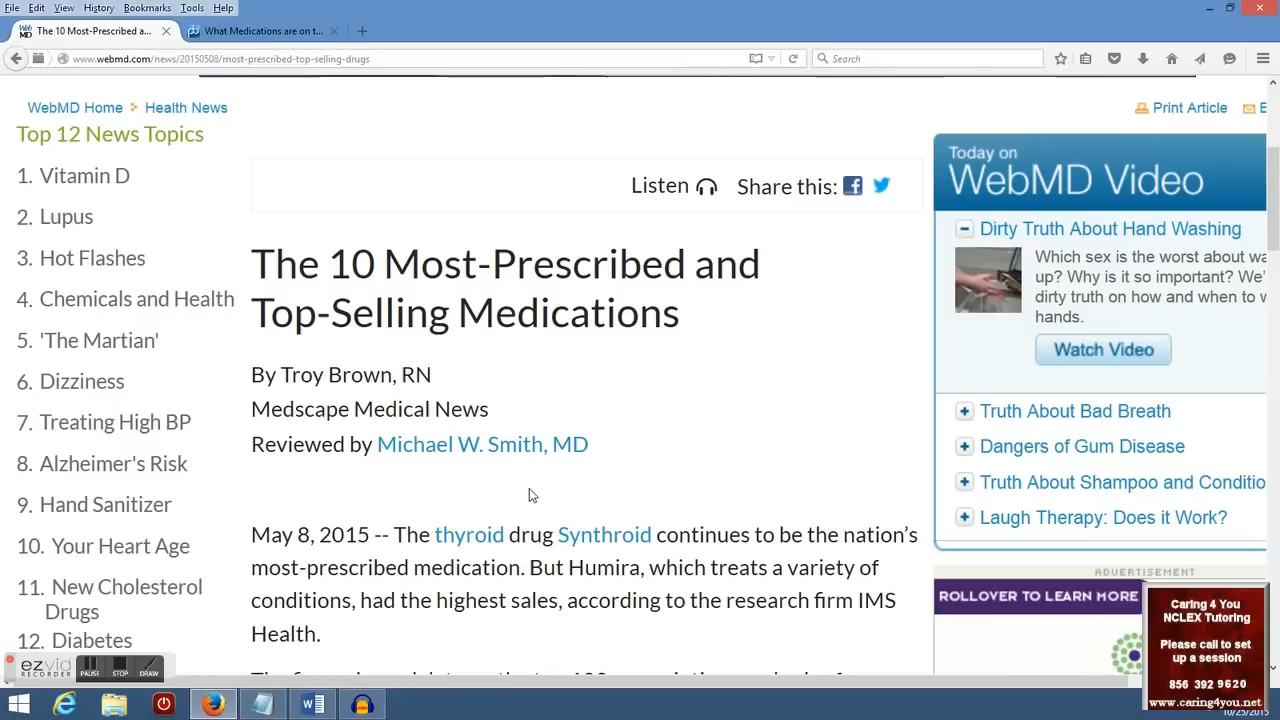 File Edit View History Bookmarks Tools Help
Web MD The 10 Most-Prescribed a...
What Medications are on t...
www.webmd.com/news/20150508/most-prescribed-top-selling-drugs
Search
WebMD Home Health News
Print Article
Top 12 News Topics
1. Vitamin D
2. Lupus
3. Hot Flashes
4. Chemicals and Health
5. 'The Martian'
6. Dizziness
7. Treating High BP
8. Alzheimer's Risk
9. Hand Sanitizer
10. Your Heart Age
11. New Cholesterol
Drugs
12. Diabetes
Listen Share this:
The 10 Most-Prescribed and
Top-Selling Medications
By Troy Brown, RN
Medscape Medical News
Reviewed by Michael W. Smith, MD
May 8, 2015 -- The thyroid drug Synthroid continues to be the nation's
most-prescribed medication. But Humira, which treats a variety of
conditions, had the highest sales, according to the research firm IMS
Health.
Today on
WebMD Video
Dirty Truth About Hand Washing
Which sex is the worst about
up? Why is it so important? We'
dirty truth on how and when to
hands.
Watch Video
Truth About Bad Breath
Dangers of Gum Disease
Truth About Shampoo and Conditio
Laugh Therapy: Does it Work?
ADVERTISEMENT
ROLLOVER TO LEARN MORE
Caring 4 You
NCLEX Tutoring
Please call to set
up a session
856 392 9620
www.caring4you.net
ezvid
RECORDER
PAUSE STOP DRAW
10/25/2015